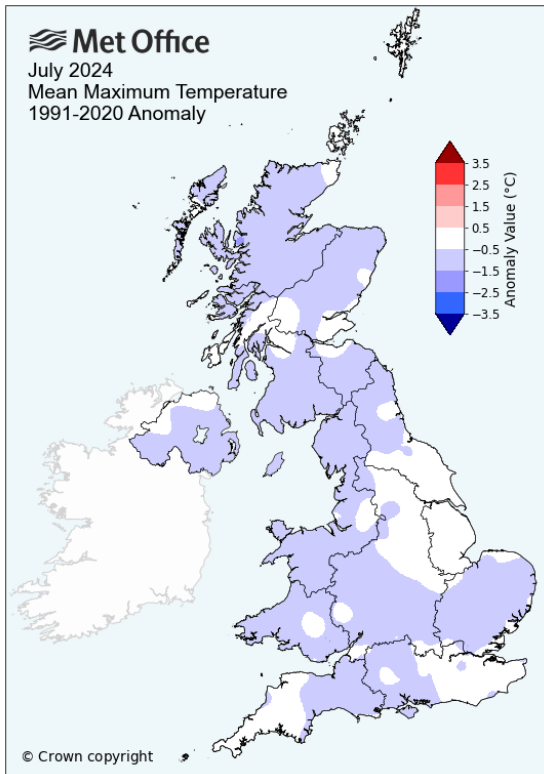 Met Office
July 2024
Mean Maximum Temperature
1991-2020 Anomaly
3.5
2.5
1.5
0.5
−0.5
−1.5
−2.5
−3.5
Anomaly Value (°C)
© Crown copyright